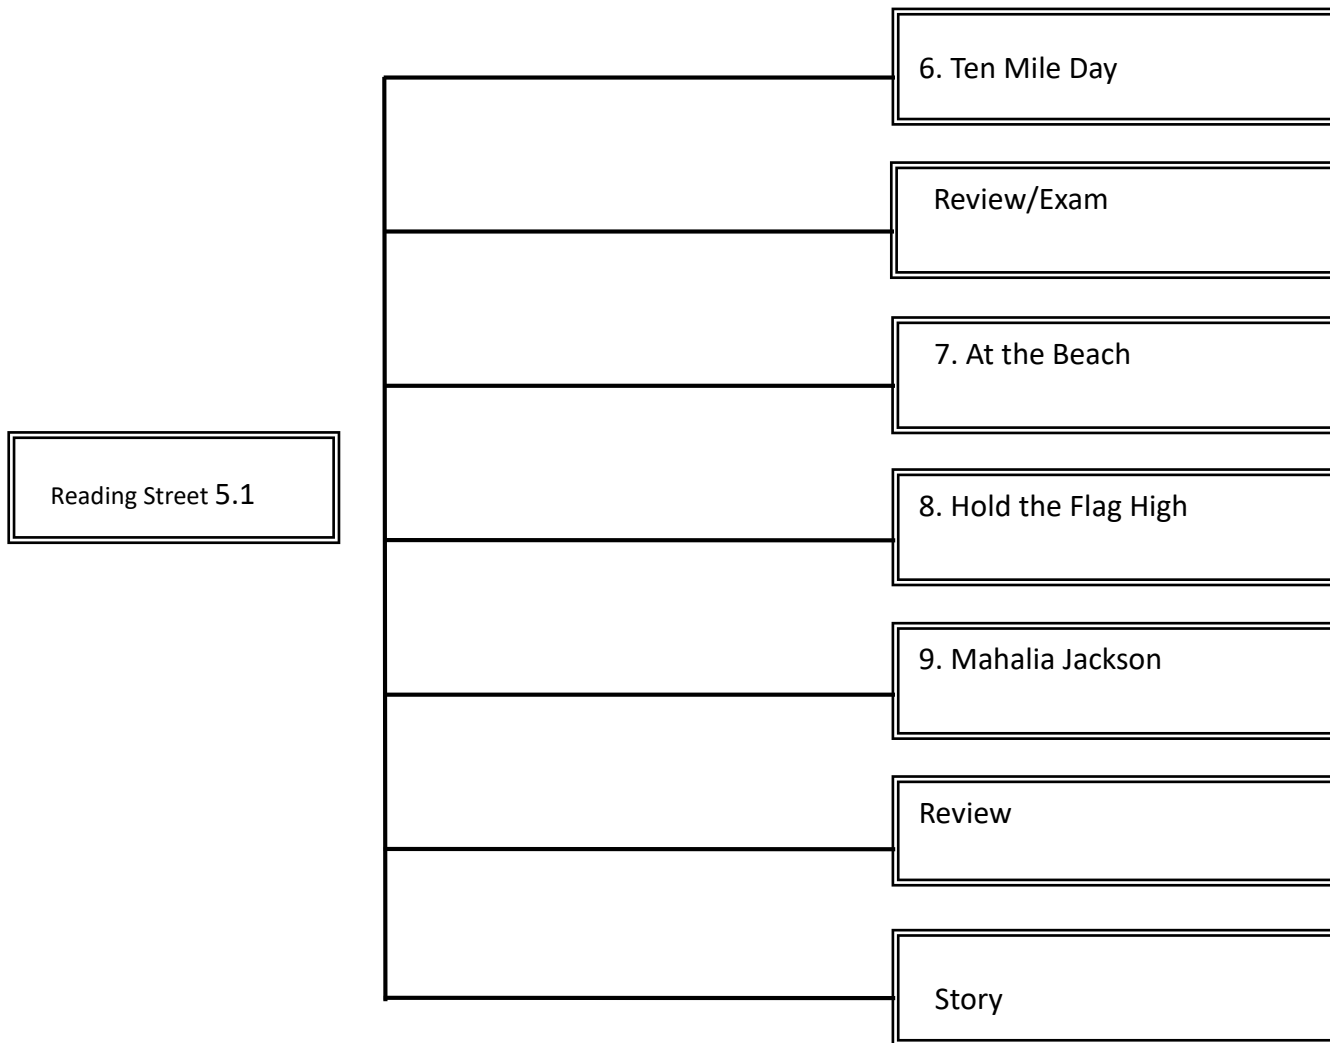 Reading Street 5.1
6. Ten Mile Day
Review/Exam
7. At the Beach
8. Hold the Flag High
9. Mahalia Jackson
Review
Story